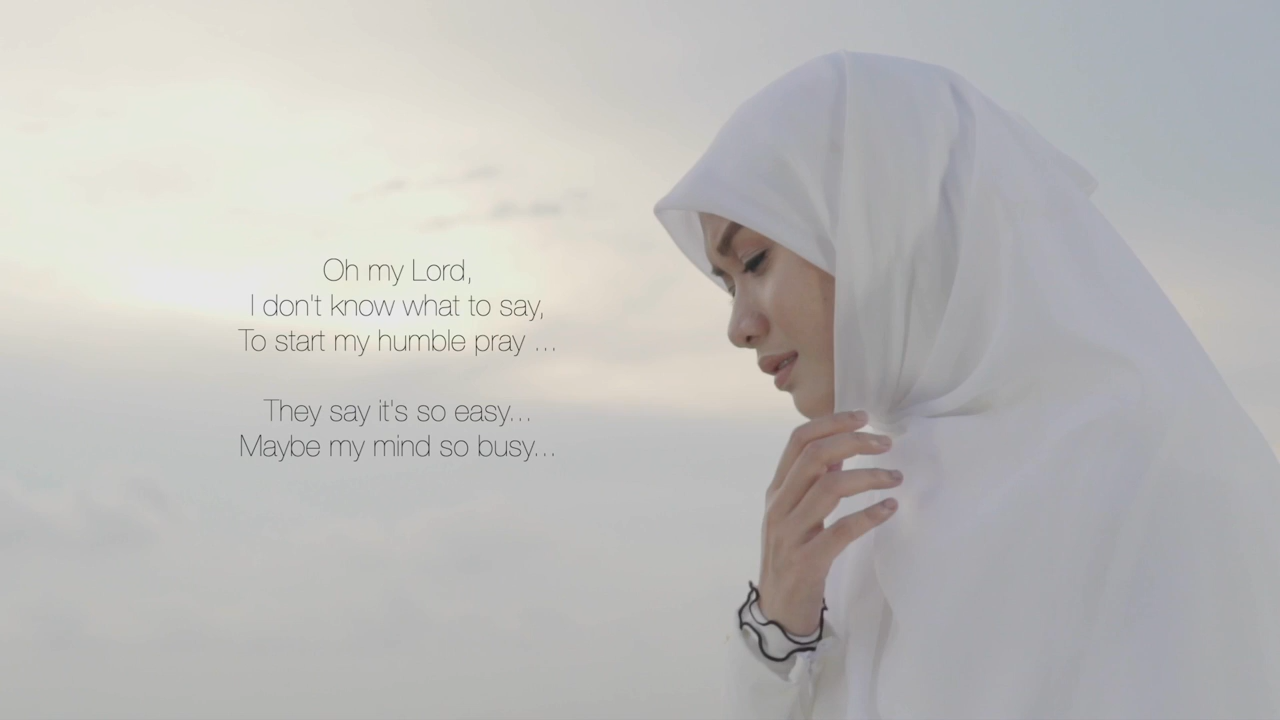 Oh my Lord,
I don't know what to say,
To start my humble pray ...
They say it's so easy...
Maybe my mind so busy...